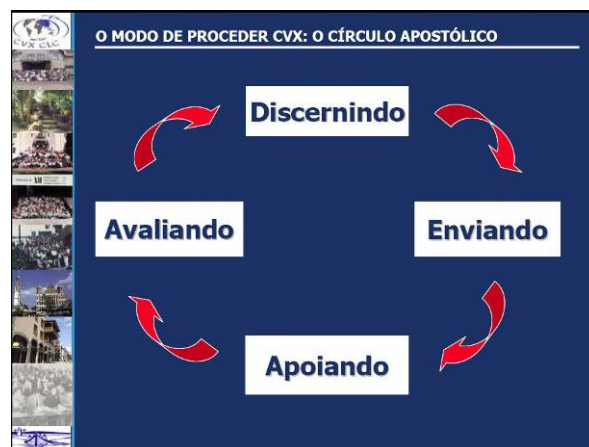 O MODO DE PROCEDER CVX: O CÍRCULO APOSTÓLICO
CVX CLC
Discernindo
Avaliando
Enviando
Apoiando